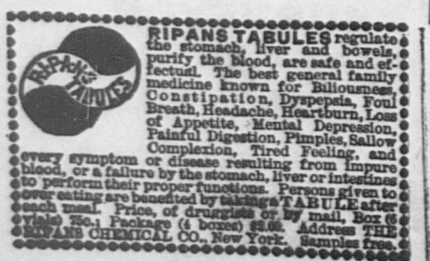 RIPANS TABULES
RIPANS TABULES regulate
the stomach, liver and bowels,
purify the blood, are safe and ef-
fectual. The best general family
medicine known for Biliousness,
Constipation, Dyspepsia, Foul
Breath, Headache, Heartburn, Loss
of Appetite, Mental Depression,
Painful Digestion, Pimples, Sallow
Complexion, Tired Feeling, and
every symptom or disease resulting from impure
blood, or a failure by the stomach, liver or intestines
to perform their proper functions. Persons given to
over eating are benefited by taking a TABULE after
each meal. Price, of druggists or by mail, Box (6
vials) 75c.; Package (4 boxes) $2.00. Address THE
RIPANS CHEMICAL CO., New York. Samples free.